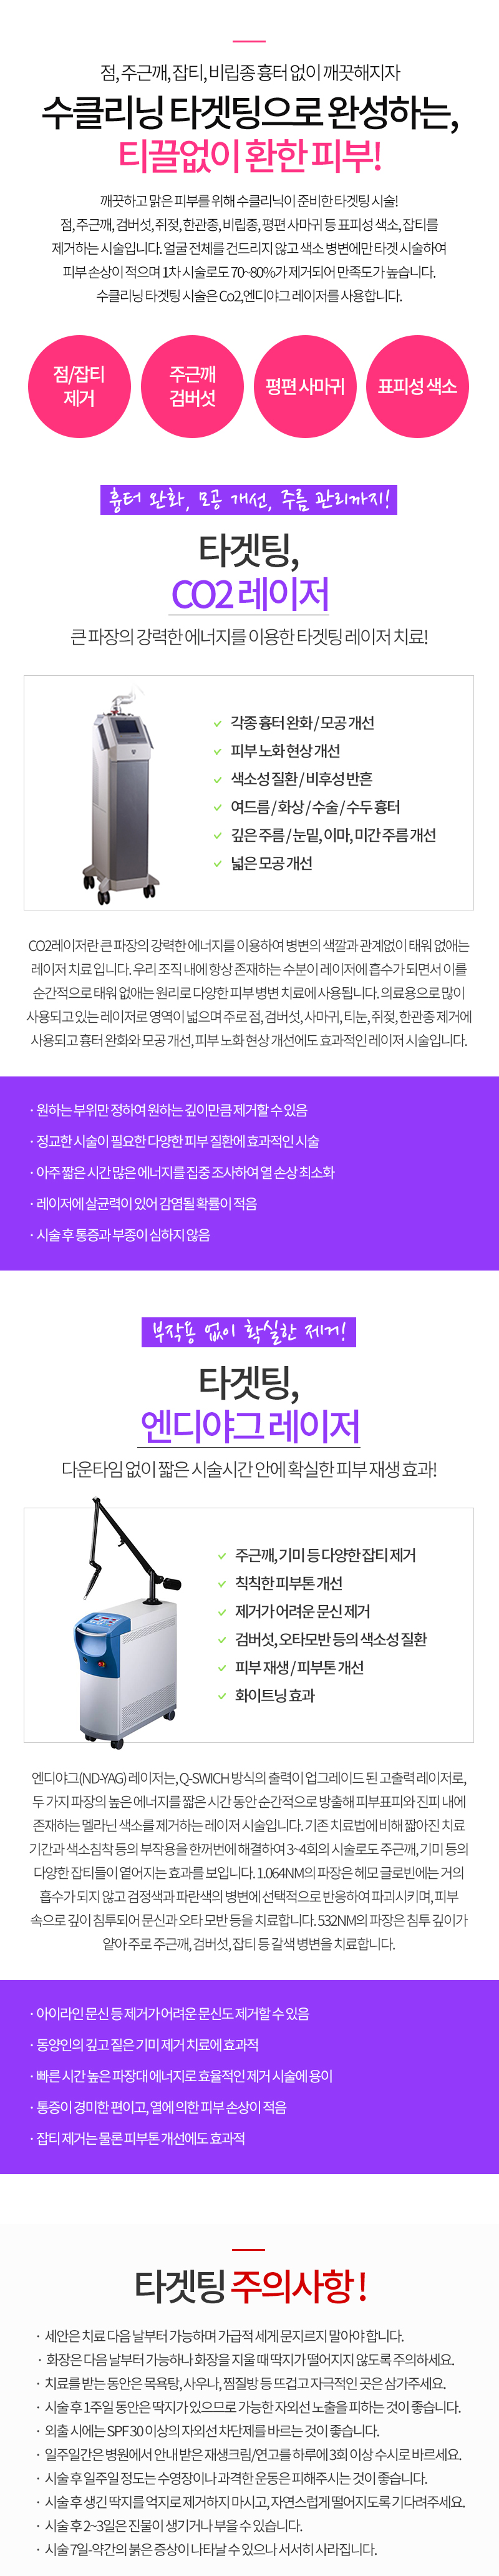 점, 주근깨, 잡티, 비립종 흉터 없이 깨끗해지자
수클리닝 타겟팅으로 완성하는,
티끌없이 환한 피부!
깨끗하고 맑은 피부를 위해 수클리닉이 준비한 타겟팅 시술!
점, 주근깨, 검버섯, 쥐젖, 한관종, 비립종, 평편 사마귀 등 표피성 색소, 잡티를
제거하는 시술입니다. 얼굴 전체를 건드리지 않고 색소 병변에만 타겟 시술하여
피부 손상이 적으며 1차 시술로도 70~80%가 제거되어 만족도가 높습니다.
수클리닝 타겟팅 시술은 Co2,엔디야그 레이저를 사용합니다.
점/잡티
제거
주근깨
검버섯
평편 사마귀
표피성 색소
흉터 완화, 모공 개선, 주름 관리까지!
타겟팅,
CO2 레이저
큰 파장의 강력한 에너지를 이용한 타겟팅 레이저 치료!
각종 흉터 완화 / 모공 개선
피부 노화 현상 개선
색소성 질환 / 비후성 반흔
여드름 / 화상 / 수술 / 수두 흉터
깊은 주름 / 눈밑, 이마, 미간 주름 개선
넓은 모공 개선
CO2레이저란 큰 파장의 강력한 에너지를 이용하여 병변의 색깔과 관계없이 태워 없애는
레이저 치료 입니다. 우리 조직 내에 항상 존재하는 수분이 레이저에 흡수가 되면서 이를
순간적으로 태워 없애는 원리로 다양한 피부 병변 치료에 사용됩니다. 의료용으로 많이
사용되고 있는 레이저로 영역이 넓으며 주로 점, 검버섯, 사마귀, 티눈, 쥐젖, 한관종 제거에
사용되고 흉터 완화와 모공 개선, 피부 노화 현상 개선에도 효과적인 레이저 시술입니다.
· 원하는 부위만 정하여 원하는 깊이만큼 제거할 수 있음
· 정교한 시술이 필요한 다양한 피부 질환에 효과적인 시술
· 아주 짧은 시간 많은 에너지를 집중 조사하여 열 손상 최소화
· 레이저에 살균력이 있어 감염될 확률이 적음
· 시술 후 통증과 부종이 심하지 않음
부작용 없이 확실한 제거!
타겟팅,
엔디야그 레이저
다운타임 없이 짧은 시술시간 안에 확실한 피부 재생 효과!
주근깨, 기미 등 다양한 잡티 제거
칙칙한 피부톤 개선
제거가 어려운 문신 제거
검버섯, 오타모반 등의 색소성 질환
피부 재생 / 피부톤 개선
화이트닝 효과
엔디야그(ND-YAG) 레이저는, Q-SWICH 방식의 출력이 업그레이드 된 고출력 레이저로,
두 가지 파장의 높은 에너지를 짧은 시간 동안 순간적으로 방출해 피부표피와 진피 내에
존재하는 멜라닌 색소를 제거하는 레이저 시술입니다. 기존 치료법에 비해 짧아진 치료
기간과 색소침착 등의 부작용을 한꺼번에 해결하여 3~4회의 시술로도 주근깨, 기미 등의
다양한 잡티들이 옅어지는 효과를 보입니다. 1.064NM의 파장은 헤모 글로빈에는 거의
흡수가 되지 않고 검정색과 파란색의 병변에 선택적으로 반응하여 파괴시키며, 피부
속으로 깊이 침투되어 문신과 오타 모반 등을 치료합니다. 532NM의 파장은 침투 깊이가
얕아 주로 주근깨, 검버섯, 잡티 등 갈색 병변을 치료합니다.
· 아이라인 문신 등 제거가 어려운 문신도 제거할 수 있음
· 동양인의 깊고 짙은 기미 제거 치료에 효과적
· 빠른 시간 높은 파장대 에너지로 효율적인 제거 시술에 용이
· 통증이 경미한 편이고, 열에 의한 피부 손상이 적음
· 잡티 제거는 물론 피부톤 개선에도 효과적
타겟팅 주의사항 !
· 세안은 치료 다음 날부터 가능하며 가급적 세게 문지르지 말아야 합니다.
· 화장은 다음 날부터 가능하나 화장을 지울 때 딱지가 떨어지지 않도록 주의하세요.
· 치료를 받는 동안은 목욕탕, 사우나, 찜질방 등 뜨겁고 자극적인 곳은 삼가주세요.
· 시술 후 1주일 동안은 딱지가 있으므로 가능한 자외선 노출을 피하는 것이 좋습니다.
· 외출 시에는 SPF 30 이상의 자외선 차단제를 바르는 것이 좋습니다.
· 일주일간은 병원에서 안내 받은 재생크림/연고를 하루에 3회 이상 수시로 바르세요.
· 시술 후 일주일 정도는 수영장이나 과격한 운동은 피해주시는 것이 좋습니다.
· 시술 후 생긴 딱지를 억지로 제거하지 마시고, 자연스럽게 떨어지도록 기다려주세요.
· 시술 후 2~3일은 진물이 생기거나 부을 수 있습니다.
· 시술 7일-약간의 붉은 증상이 나타날 수 있으나 서서히 사라집니다.